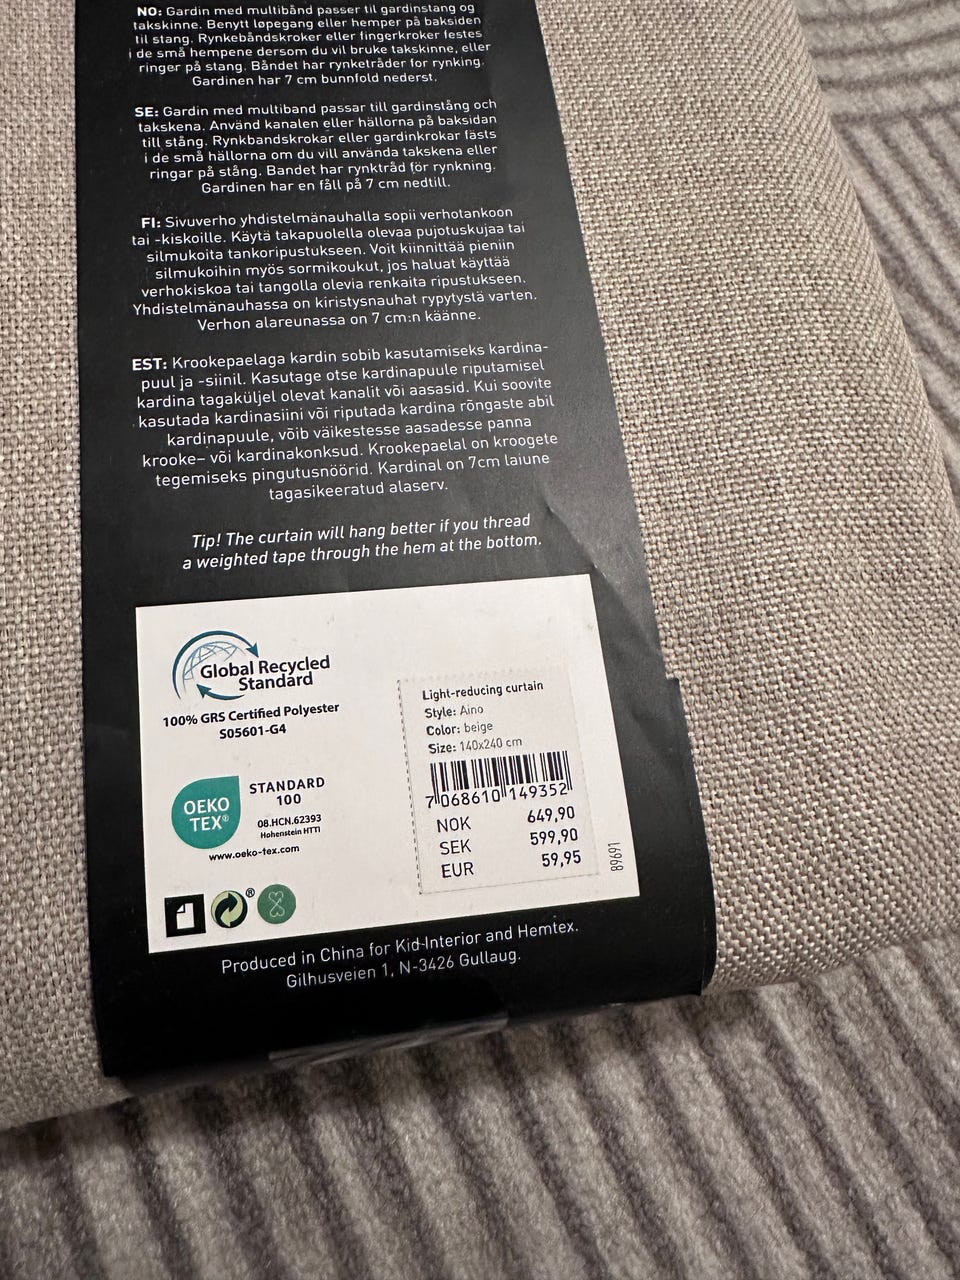 NO: Gardin med multibånd passer til gardinstang og
takskinne. Benytt løpegang eller hemper på baksiden
til stang. Rynkebåndskroker eller fingerkroker festes
i de små hempene dersom du vil bruke takskinne, eller
ringer på stang. Båndet har rynketråder for rynking.
Gardinen har 7 cm bunnfold nederst.
SE: Gardin med multiband passar till gardinstång och
takskena. Använd kanalen eller hällorna på baksidan
till stång. Rynkbandskrokar eller gardinkrokar fästs
i de små hällorna om du vill använda takskena eller
ringar på stång. Bandet har rynktråd för rynkning.
Gardinen har en fåll på 7 cm nedtill.
FI: Sivuverho yhdistelmänauhalla sopii verhotankoon
tai -kiskoille. Käytä takapuolella olevaa pujotuskujaa tai
silmukoita tankoripustukseen. Voit kiinnittää pieniin
silmukoihin myös sormikoukut, jos haluat käyttää
verhokiskoa tai tangolla olevia renkaita ripustukseen.
Yhdistelmänauhassa on kiristysnauhat rypytystä varten.
Verhon alareunassa on 7 cm:n käänne.
EST: Krookepaelaga kardin sobib kasutamiseks kardina-
puul ja -siinil. Kasutage otse kardinapuule riputamisel
kardina tagaküljel olevat kanalit või aasasid. Kui soovite
kasutada kardinasiini või riputada kardina rõngaste abil
kardinapuule, võib väikestesse aasadesse panna
krooke– või kardinakonksud. Krookepaelal on kroogete
tegemiseks pingutusnöörid. Kardinal on 7cm laiune
tagasikeeratud alaserv.
Tip! The curtain will hang better if you thread
a weighted tape through the hem at the bottom.
Global Recycled
Standard
100% GRS Certified Polyester
S05601-G4
OEKO
TEX®
STANDARD
100
08.HCN.62393
Hohenstein HTTI
www.oeko-tex.com
®
Light-reducing curtain
Style: Aino
Color: beige
Size: 140x240 cm
7 068610 149352
NOK 649,90
SEK 599,90
EUR 59,95
89691
Produced in China for Kid-Interior and Hemtex.
Gilhusveien 1, N-3426 Gullaug.